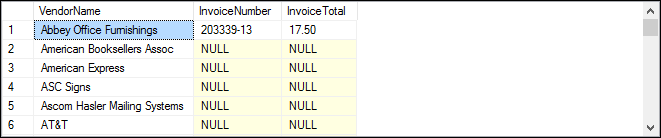 VendorName InvoiceNumber InvoiceTotal
1 Abbey Office Furnishings 203339-13 17.50
2 American Booksellers Assoc NULL NULL
3 American Express NULL NULL
4 ASC Signs NULL NULL
5 Ascom Hasler Mailing Systems NULL NULL
6 AT&T NULL NULL